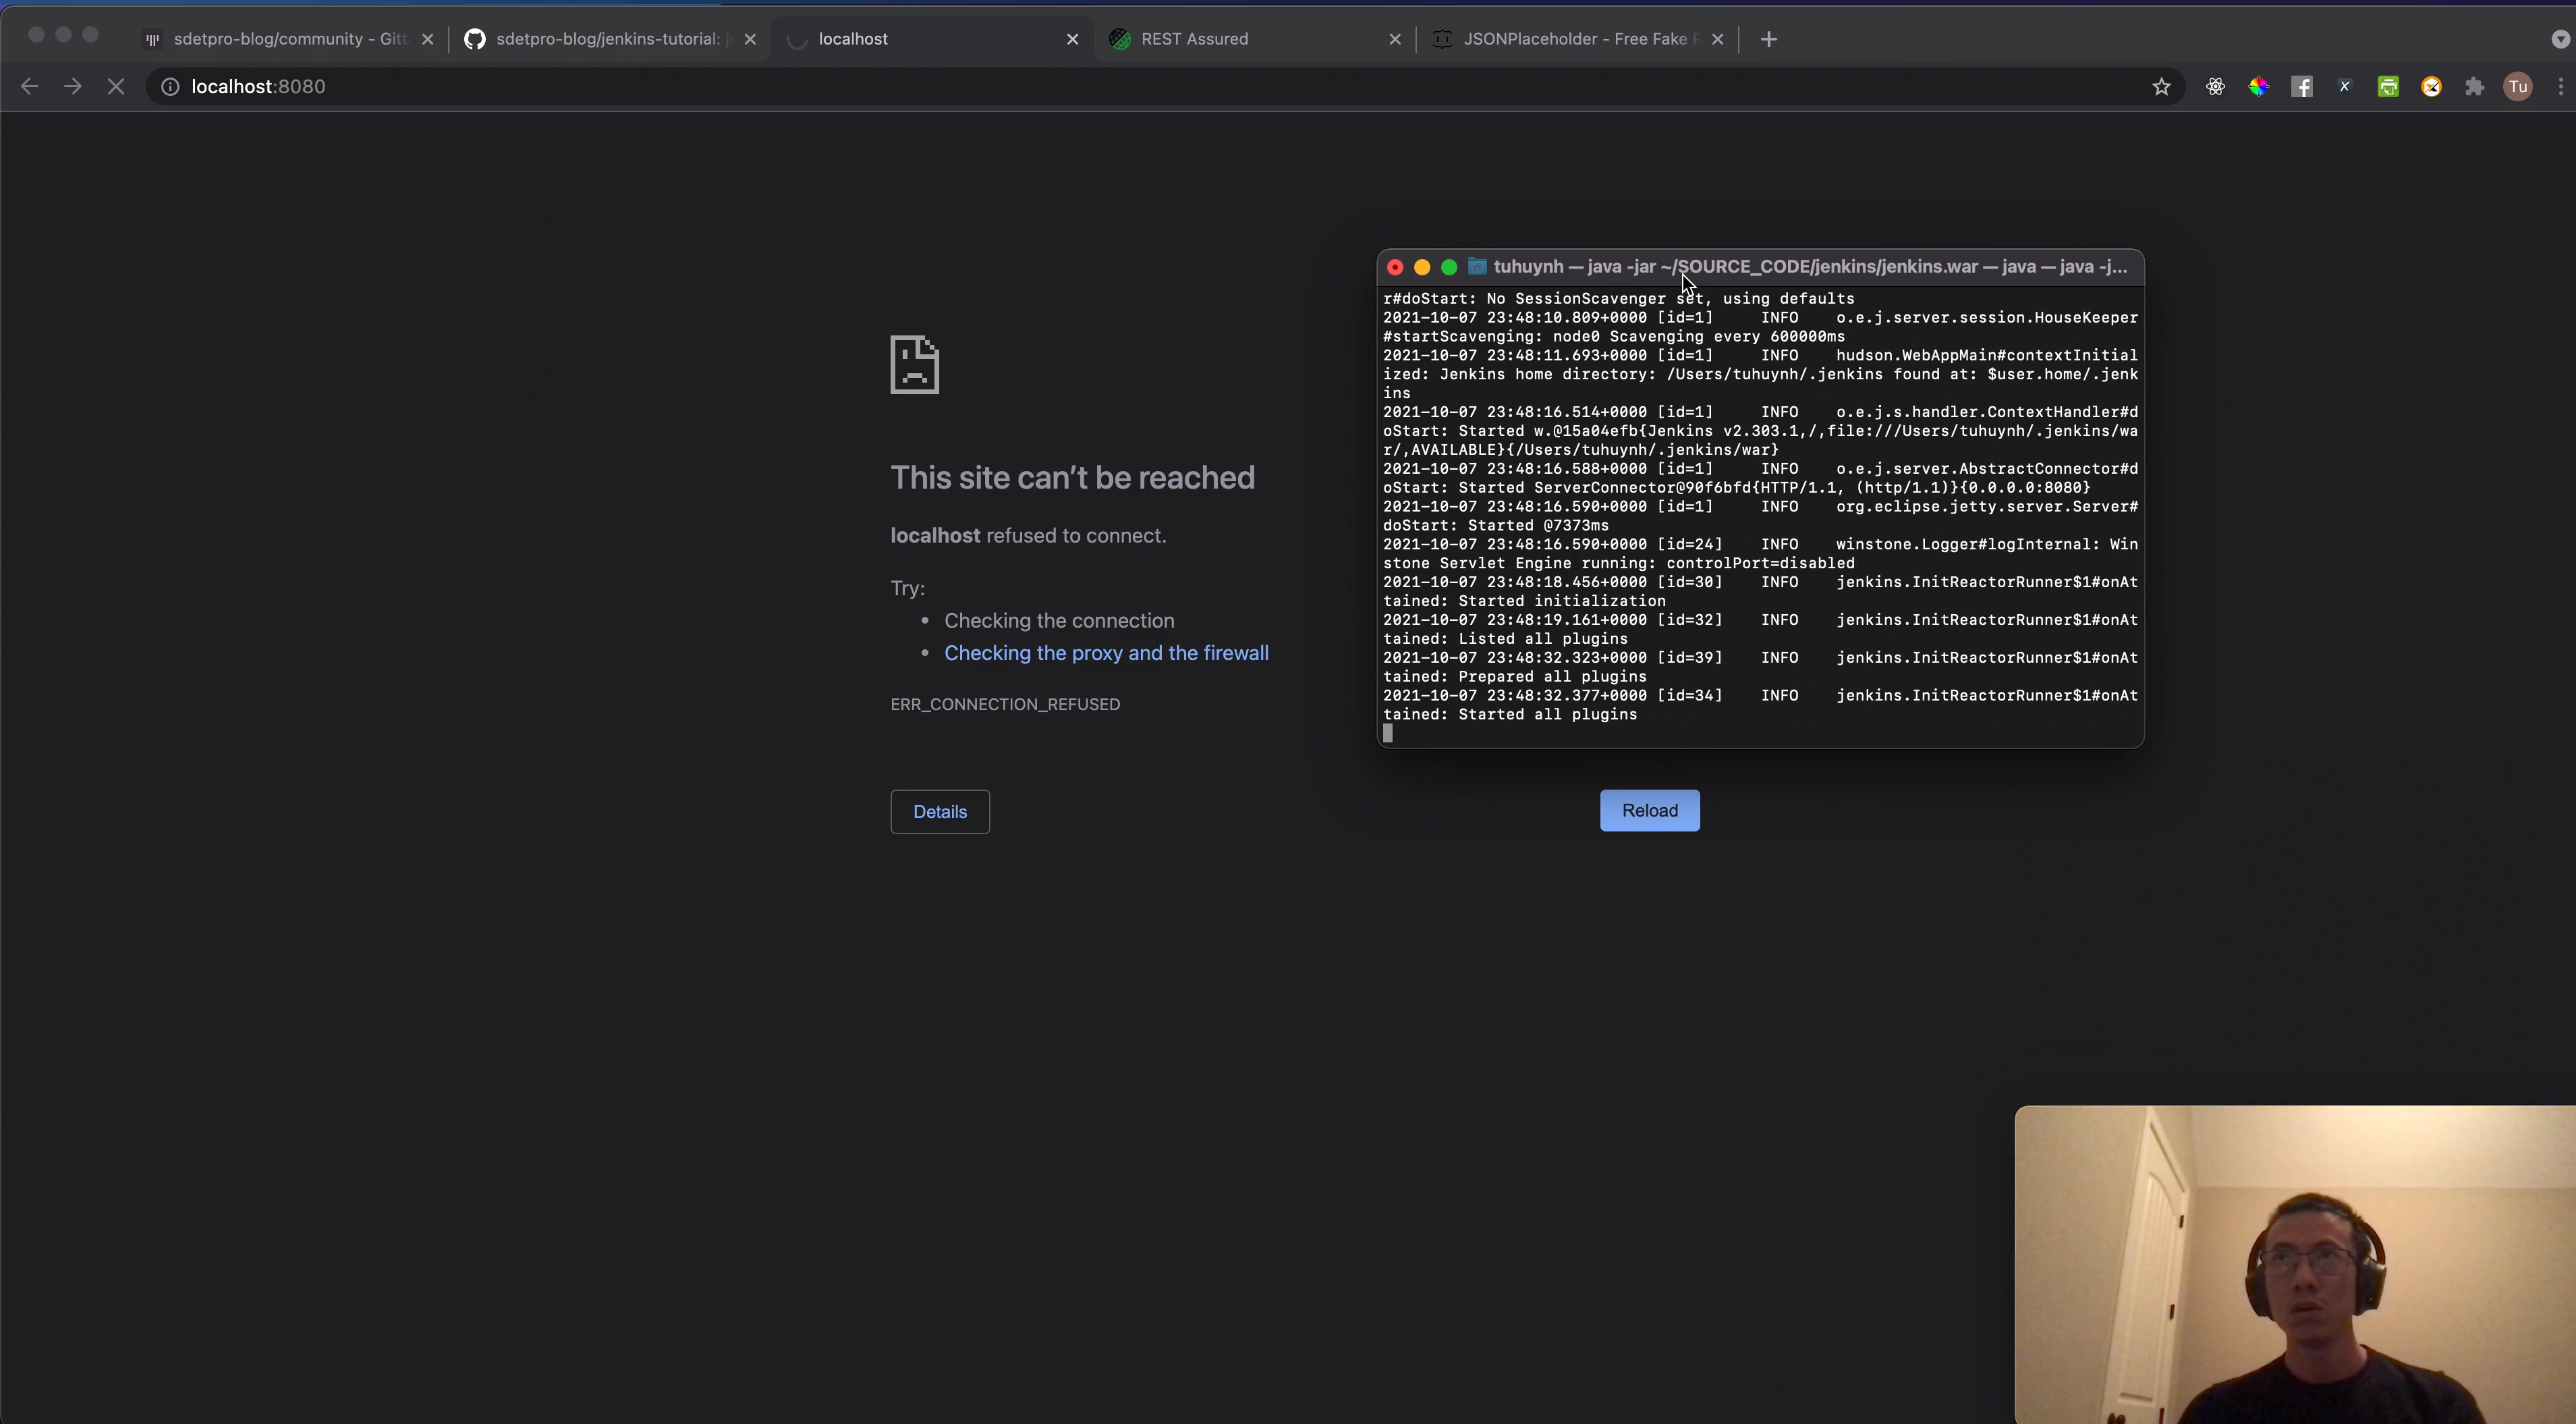 sdetpro-blog/community - Gitt
sdetpro-blog/jenkins-tutorial: j
localhost
REST Assured
JSONPlaceholder - Free Fake R
localhost:8080
Tu
This site can’t be reached
localhost refused to connect.
Try:
Checking the connection
Checking the proxy and the firewall
ERR_CONNECTION_REFUSED
Details
Reload
tuhuynh — java -jar ~/SOURCE_CODE/jenkins/jenkins.war — java — java -j...
r#doStart: No SessionScavenger set, using defaults
2021-10-07 23:48:10.809+0000 [id=1] INFO o.e.j.server.session.HouseKeeper
#startScavenging: node0 Scavenging every 600000ms
2021-10-07 23:48:11.693+0000 [id=1] INFO hudson.WebAppMain#contextInitial
ized: Jenkins home directory: /Users/tuhuynh/.jenkins found at: $user.home/.jenk
ins
2021-10-07 23:48:16.514+0000 [id=1] INFO o.e.j.s.handler.ContextHandler#d
oStart: Started w.@15a04efb{Jenkins v2.303.1,/,file:///Users/tuhuynh/.jenkins/wa
r/,AVAILABLE}{/Users/tuhuynh/.jenkins/war}
2021-10-07 23:48:16.588+0000 [id=1] INFO o.e.j.server.AbstractConnector#d
oStart: Started ServerConnector@90f6bfd{HTTP/1.1, (http/1.1)}{0.0.0.0:8080}
2021-10-07 23:48:16.590+0000 [id=1] INFO org.eclipse.jetty.server.Server#
doStart: Started @7373ms
2021-10-07 23:48:16.590+0000 [id=24] INFO winstone.Logger#logInternal: Win
stone Servlet Engine running: controlPort=disabled
2021-10-07 23:48:18.456+0000 [id=30] INFO jenkins.InitReactorRunner$1#onAt
tained: Started initialization
2021-10-07 23:48:19.161+0000 [id=32] INFO jenkins.InitReactorRunner$1#onAt
tained: Listed all plugins
2021-10-07 23:48:32.323+0000 [id=39] INFO jenkins.InitReactorRunner$1#onAt
tained: Prepared all plugins
2021-10-07 23:48:32.377+0000 [id=34] INFO jenkins.InitReactorRunner$1#onAt
tained: Started all plugins